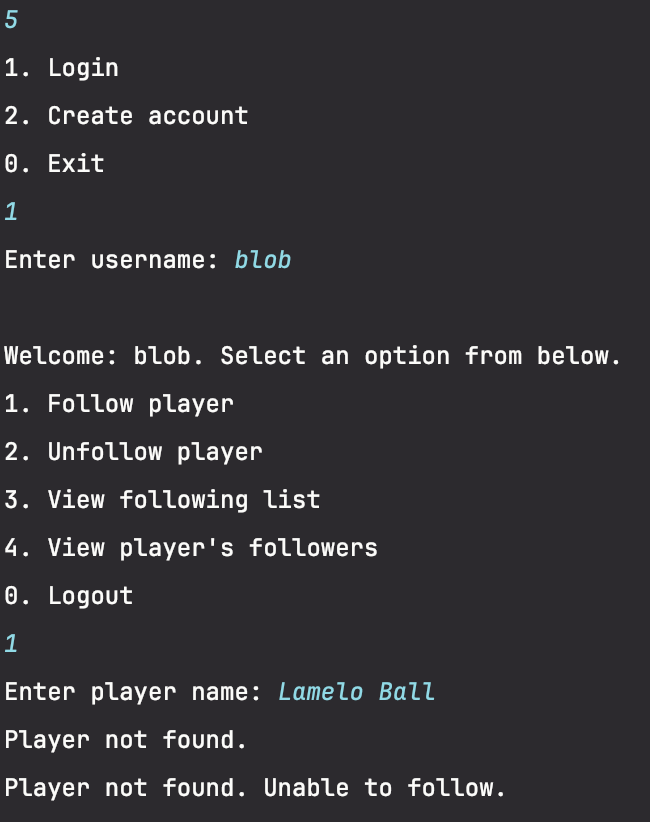 5
1. Login
2. Create account
0. Exit
1
Enter username: blob
Welcome: blob. Select an option from below.
1. Follow player
2. Unfollow player
3. View following list
4. View player's followers
0. Logout
1
Enter player name: Lamelo Ball
Player not found.
Player not found. Unable to follow.